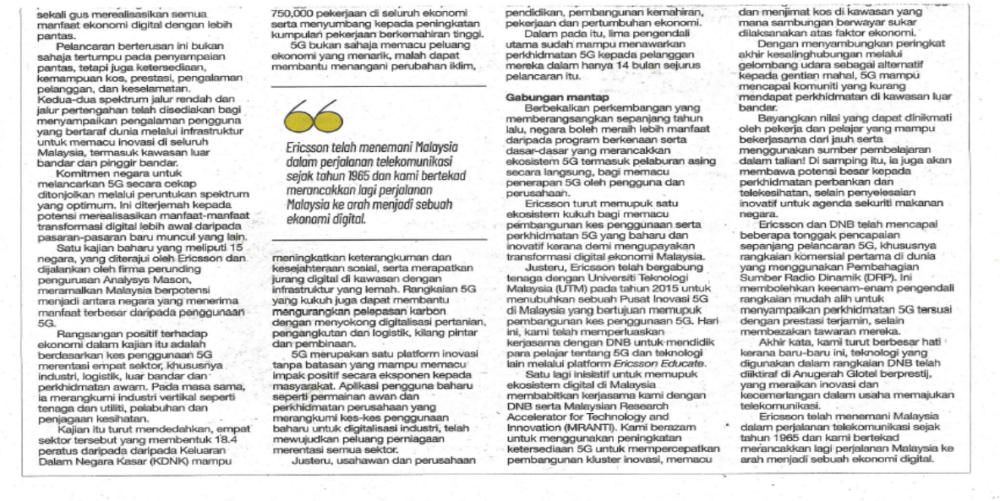 sekali gus merealisasikan semua
manfaat ekonomi digital dengan lebih
pantas.
Pelancaran berterusan ini bukan
sahaja tertumpu pada penyampaian
pantas, tetapi juga ketersediaan,
kemampuan kos, prestasi, pengalaman
pelanggan, dan keselamatan.
Kedua-dua spektrum jalur rendah dan
jalur pertengahan telah disediakan bagi
menyampaikan pengalaman pengguna
yang bertaraf dunia melalui infrastruktur
untuk memacu inovasi di seluruh
Malaysia, termasuk kawasan luar
bandar dan pinggir bandar.
Komitmen negara untuk
melancarkan 5G secara cekap
ditonjolkan melalui peruntukan spektrum
yang optimum. Ini diterjemah kepada
potensi merealisasikan manfaat-manfaat
transformasi digital lebih awal daripada
pasaran-pasaran baru muncul yang lain.
Satu kajian baharu yang meliputi 15
negara, yang diterajui oleh Ericsson dan
dijalankan oleh firma perunding
pengurusan Analysys Mason,
meramalkan Malaysia berpotensi
menjadi antara negara yang menerima
manfaat terbesar daripada penggunaan
5G.
Rangsangan positif terhadap
ekonomi dalam kajian itu adalah
berdasarkan kes penggunaan 5G
merentasi empat sektor, khususnya
industri, logistik, luar bandar dan
perkhidmatan awam. Pada masa sama,
ia merangkumi industri vertikal seperti
tenaga dan utiliti, pelabuhan dan
penjagaan kesihatan.
Kajian itu turut mendedahkan, empat
sektor tersebut yang membentuk 18.4
peratus daripada daripada Keluaran
Dalam Negara Kasar (KDNK) mampu
750,000 pekerjaan di seluruh ekonomi
serta menyumbang kepada peningkatan
kumpulan pekerjaan berkemahiran tinggi.
5G bukan sahaja memacu peluang
ekonomi yang menarik, malah dapat
membantu menangani perubahan iklim,
Ericsson telah menemani Malaysia
dalam perjalanan telekomunikasi
sejak tahun 1965 dan kami bertekad
merancakkan lagi perjalanan
Malaysia ke arah menjadi sebuah
ekonomi digital.
meningkatkan keterangkuman dan
kesejahteraan sosial, serta merapatkan
jurang digital di kawasan dengan
infrastruktur yang lemah. Rangkaian 5G
yang kukuh juga dapat membantu
mengurangkan pelepasan karbon
dengan menyokong digitalisasi pertanian,
pengangkutan dan logistik, kilang pintar
dan pembinaan.
5G merupakan satu platform inovasi
tanpa batasan yang mampu memacu
impak positif secara eksponen kepada
masyarakat. Aplikasi pengguna baharu
seperti permainan awan dan
perkhidmatan perusahaan yang
merangkumi kes-kes penggunaan
baharu untuk digitalisasi industri, telah
mewujudkan peluang perniagaan
merentasi semua sektor.
Justeru, usahawan dan perusahaan
pendidikan, pembangunan kemahiran,
pekerjaan dan pertumbuhan ekonomi.
Dalam pada itu, lima pengendali
utama sudah mampu menawarkan
perkhidmatan 5G kepada pelanggan
mereka dalam hanya 14 bulan sejurus
pelancaran itu.
Gabungan mantap
Berbekalkan perkembangan yang
memberangsangkan sepanjang tahun
lalu, negara boleh meraih lebih manfaat
daripada program berkenaan serta
dasar-dasar yang merancakkan
ekosistem 5G termasuk pelaburan asing
secara langsung, bagi memacu
penerapan 5G oleh pengguna dan
perusahaan.
Ericsson turut memupuk satu
ekosistem kukuh bagi memacu
pembangunan kes penggunaan serta
perkhidmatan 5G yang baharu dan
inovatif kerana demi mengupayakan
transformasi digital ekonomi Malaysia.
Justeru, Ericsson telah bergabung
tenaga dengan Universiti Teknologi
Malaysia (UTM) pada tahun 2015 untuk
menubuhkan sebuah Pusat Inovasi 5G
di Malaysia yang bertujuan memupuk
pembangunan kes penggunaan 5G. Hari
ini, kami telah memperluaskan
kerjasama dengan DNB untuk mendidik
para pelajar tentang 5G dan teknologi
lain melalui platform Ericsson Educate.
Satu lagi inisiatif untuk memupuk
ekosistem digital di Malaysia
membabitkan kerjasama kami dengan
DNB serta Malaysian Research
Accelerator for Technology and
Innovation (MRANTI). Kami berazam
untuk menggunakan peningkatan
ketersediaan 5G untuk mempercepatkan
pembangunan kluster inovasi, memacu
dan menjimat kos di kawasan yang
mana sambungan berwayar sukar
dilaksanakan atas faktor ekonomi.
Dengan menyambungkan peringkat
akhir kesalinghubungan melalui
gelombang udara sebagai alternatif
kepada gentian mahal, 5G mampu
mencapai komuniti yang kurang
mendapat perkhidmatan di kawasan luar
bandar.
Bayangkan nilai yang dapat dinikmati
oleh pekerja dan pelajar yang mampu
bekerjasama dari jauh serta
menggunakan sumber pembelajaran
dalam talian! Di samping itu, ia juga akan
membawa potensi besar kepada
perkhidmatan perbankan dan
telekesihatan, selain penyelesaian
inovatif untuk agenda sekuriti makanan
negara.
Ericsson dan DNB telah mencapai
beberapa tonggak pencapaian
sepanjang pelancaran 5G, khususnya
rangkaian komersial pertama di dunia
yang menggunakan Pembahagian
Sumber Radio Dinamik (DRP). Ini
membolehkan keenam-enam pengendali
rangkaian mudah alih untuk
menyampaikan perkhidmatan 5G tersuai
dengan prestasi terjamin, selain
membezakan tawaran mereka.
Akhir kata, kami turut berbesar hati
kerana baru-baru ini, teknologi yang
digunakan dalam rangkaian DNB telah
diiktiraf di Anugerah Glotel berprestij,
yang meraikan inovasi dan
kecemerlangan dalam usaha memajukan
telekomunikasi.
Ericsson telah menemani Malaysia
dalam perjalanan telekomunikasi sejak
tahun 1965 dan kami bertekad
merancakkan lagi perjalanan Malaysia ke
arah menjadi sebuah ekonomi digital.